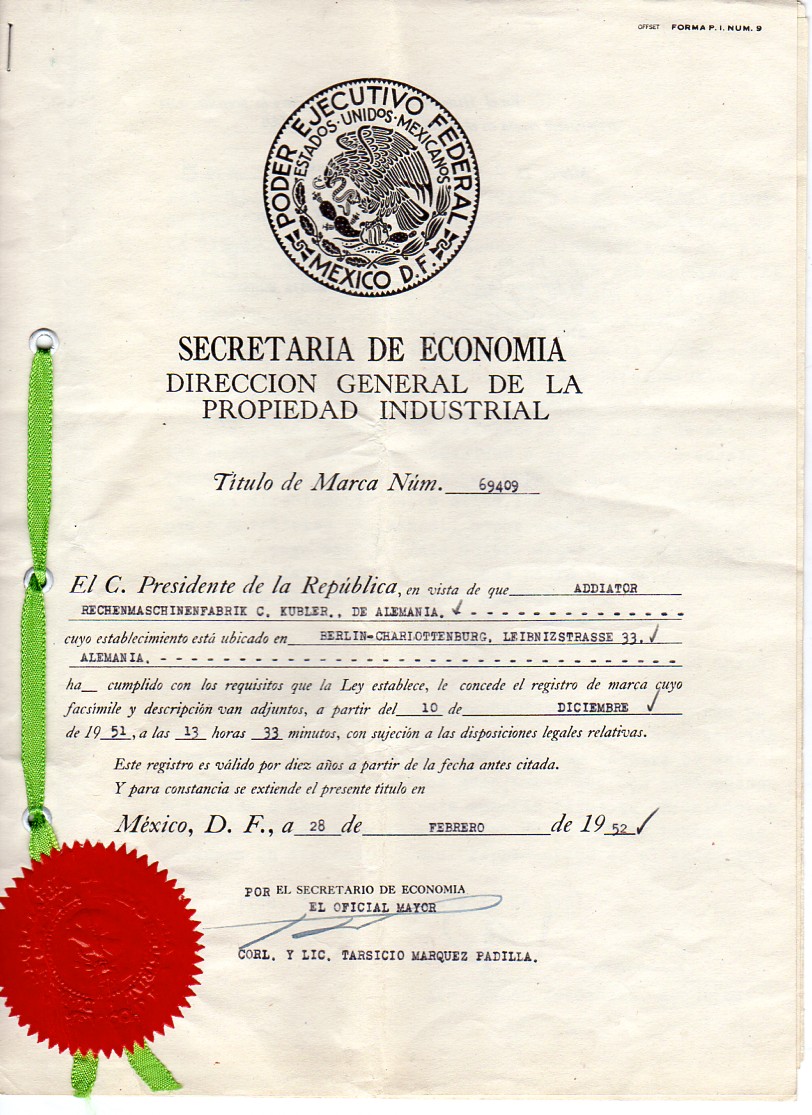 OFFSET FORMA P. I. NUM. 9
PODER EJECUTIVO FEDERAL
ESTADOS·UNIDOS·MEXICANOS
MEXICO D.F.
SECRETARIA DE ECONOMIA
DIRECCION GENERAL DE LA
PROPIEDAD INDUSTRIAL
Título de Marca Núm. 69409
El C. Presidente de la República, en vista de que ADDIATOR
RECHENMASCHINENFABRIK C. KUBLER., DE ALEMANIA.
cuyo establecimiento está ubicado en BERLIN-CHARLOTTENBURG, LEIBNIZSTRASSE 33.
ALEMANIA.
ha__ cumplido con los requisitos que la Ley establece, le concede el registro de marca cuyo
facsímile y descripción van adjuntos, a partir del 10 de DICIEMBRE
de 1951, a las 13 horas 33 minutos, con sujeción a las disposiciones legales relativas.
Este registro es válido por diez años a partir de la fecha antes citada.
Y para constancia se extiende el presente título en
México, D. F., a 28 de FEBRERO de 1952
POR EL SECRETARIO DE ECONOMIA
EL OFICIAL MAYOR
CORL. Y LIC. TARSICIO MARQUEZ PADILLA.